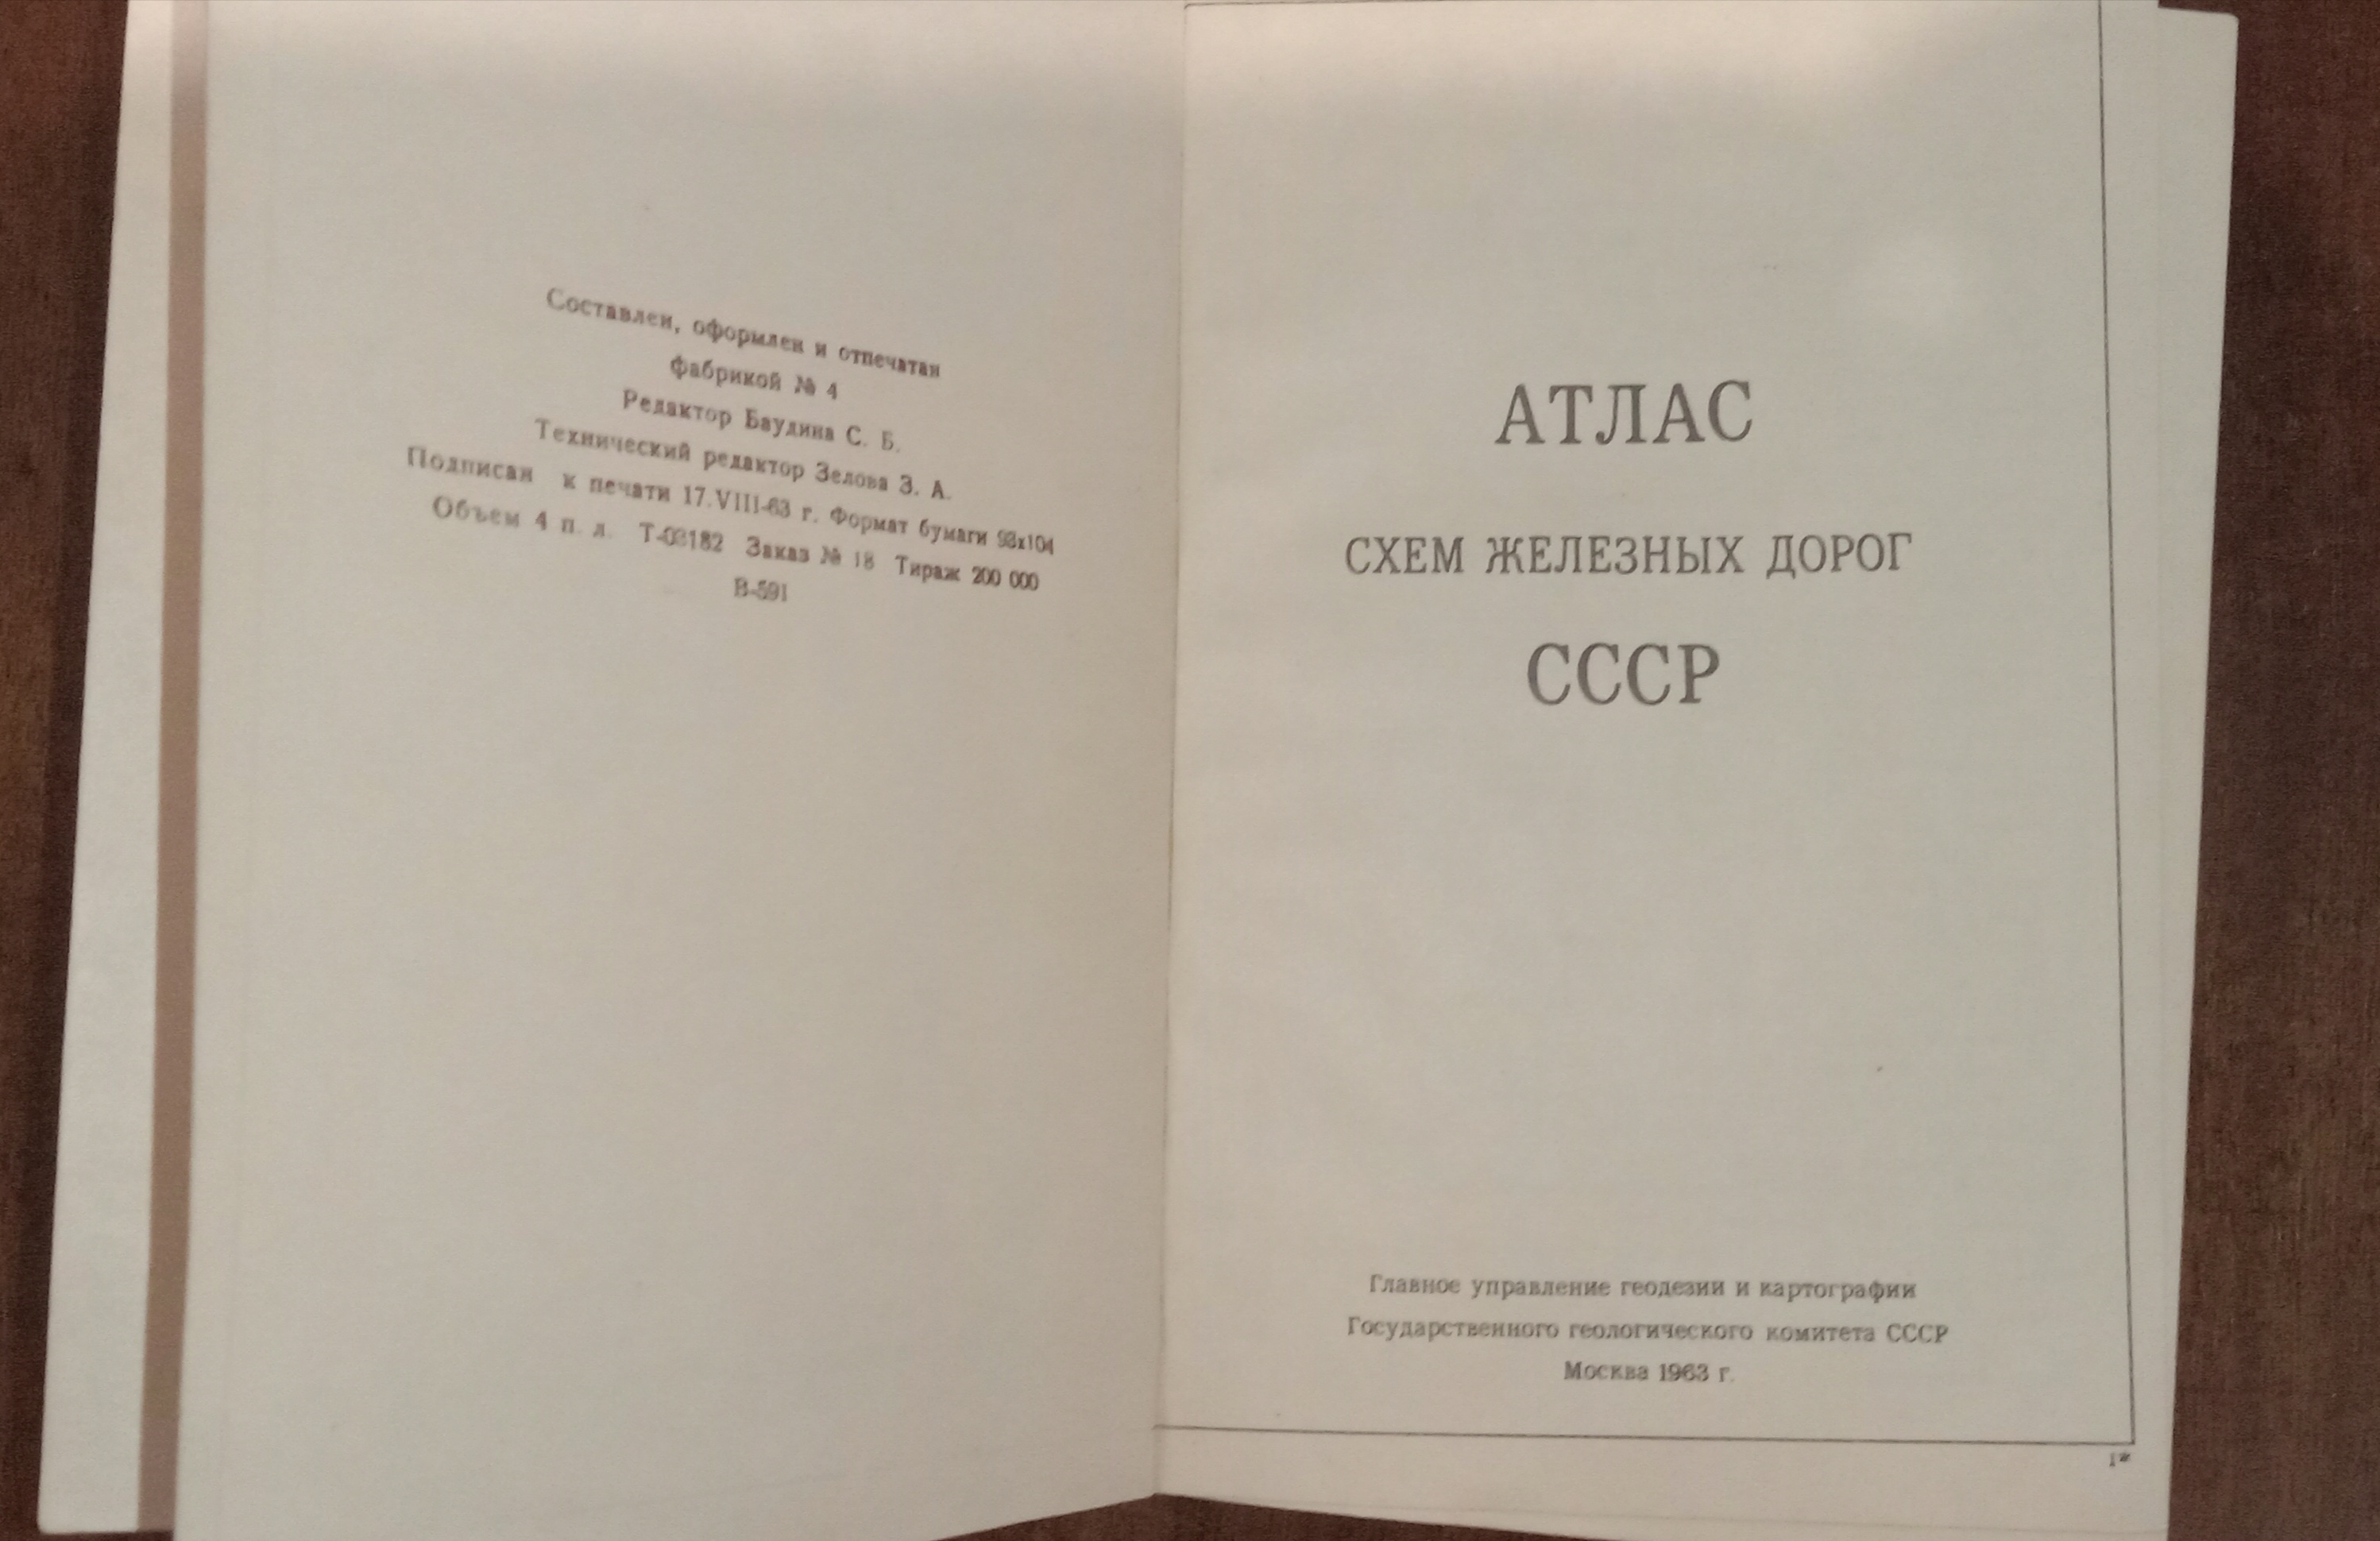 Составлен, оформлен и отпечатан
фабрикой № 4
Редактор Баулина С. Б.
Технический редактор Зелова З. А.
Подписан к печати 17.VIII-63 г. Формат бумаги 93х104
Объем 4 п. л. Т-03182 Заказ № 18 Тираж 200 000
В-591
АТЛАС
СХЕМ ЖЕЛЕЗНЫХ ДОРОГ
СССР
Главное управление геодезии и картографии
Государственного геологического комитета СССР
Москва 1963 г.
1*